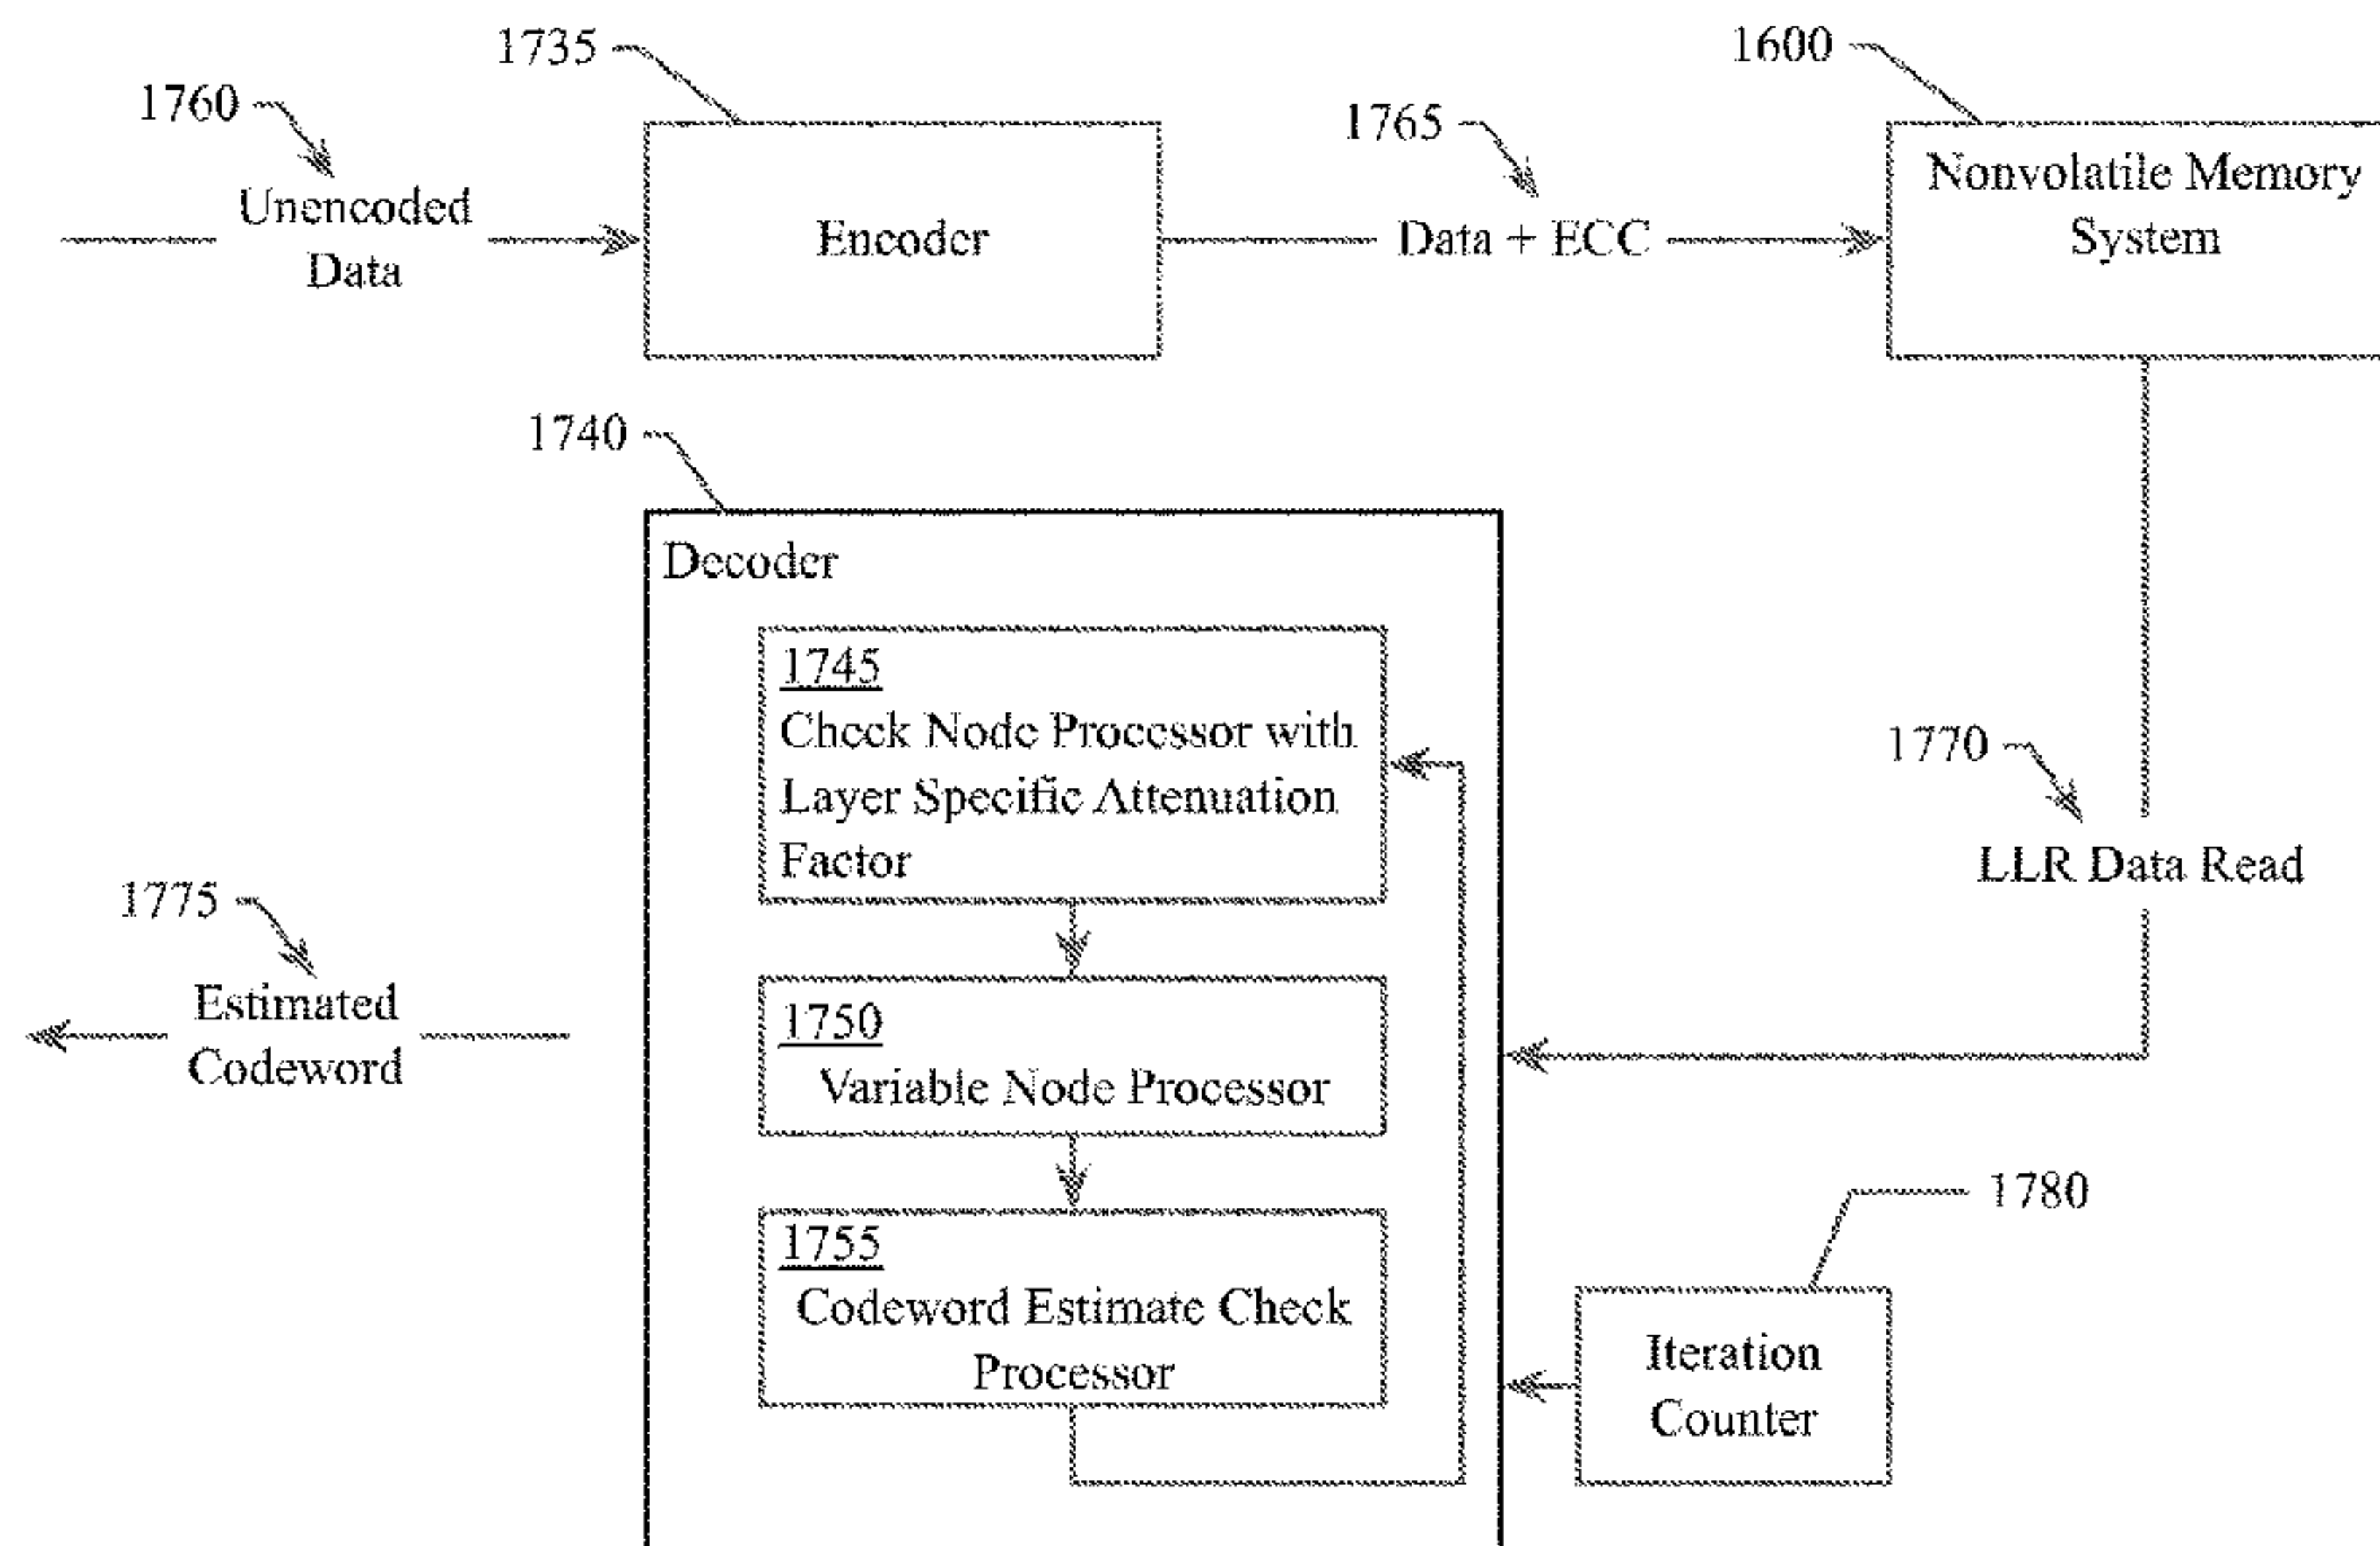 1735
1600
1760
1765
Unencoded
Data
Encoder
Data + ECC
Nonvolatile Memory
System
1740
Decoder
1745
Check Node Processor with
Layer Specific Attenuation
Factor
1770
LLR Data Read
1775
Estimated
Codeword
1750
Variable Node Processor
1780
1755
Codeword Estimate Check
Processor
Iteration
Counter